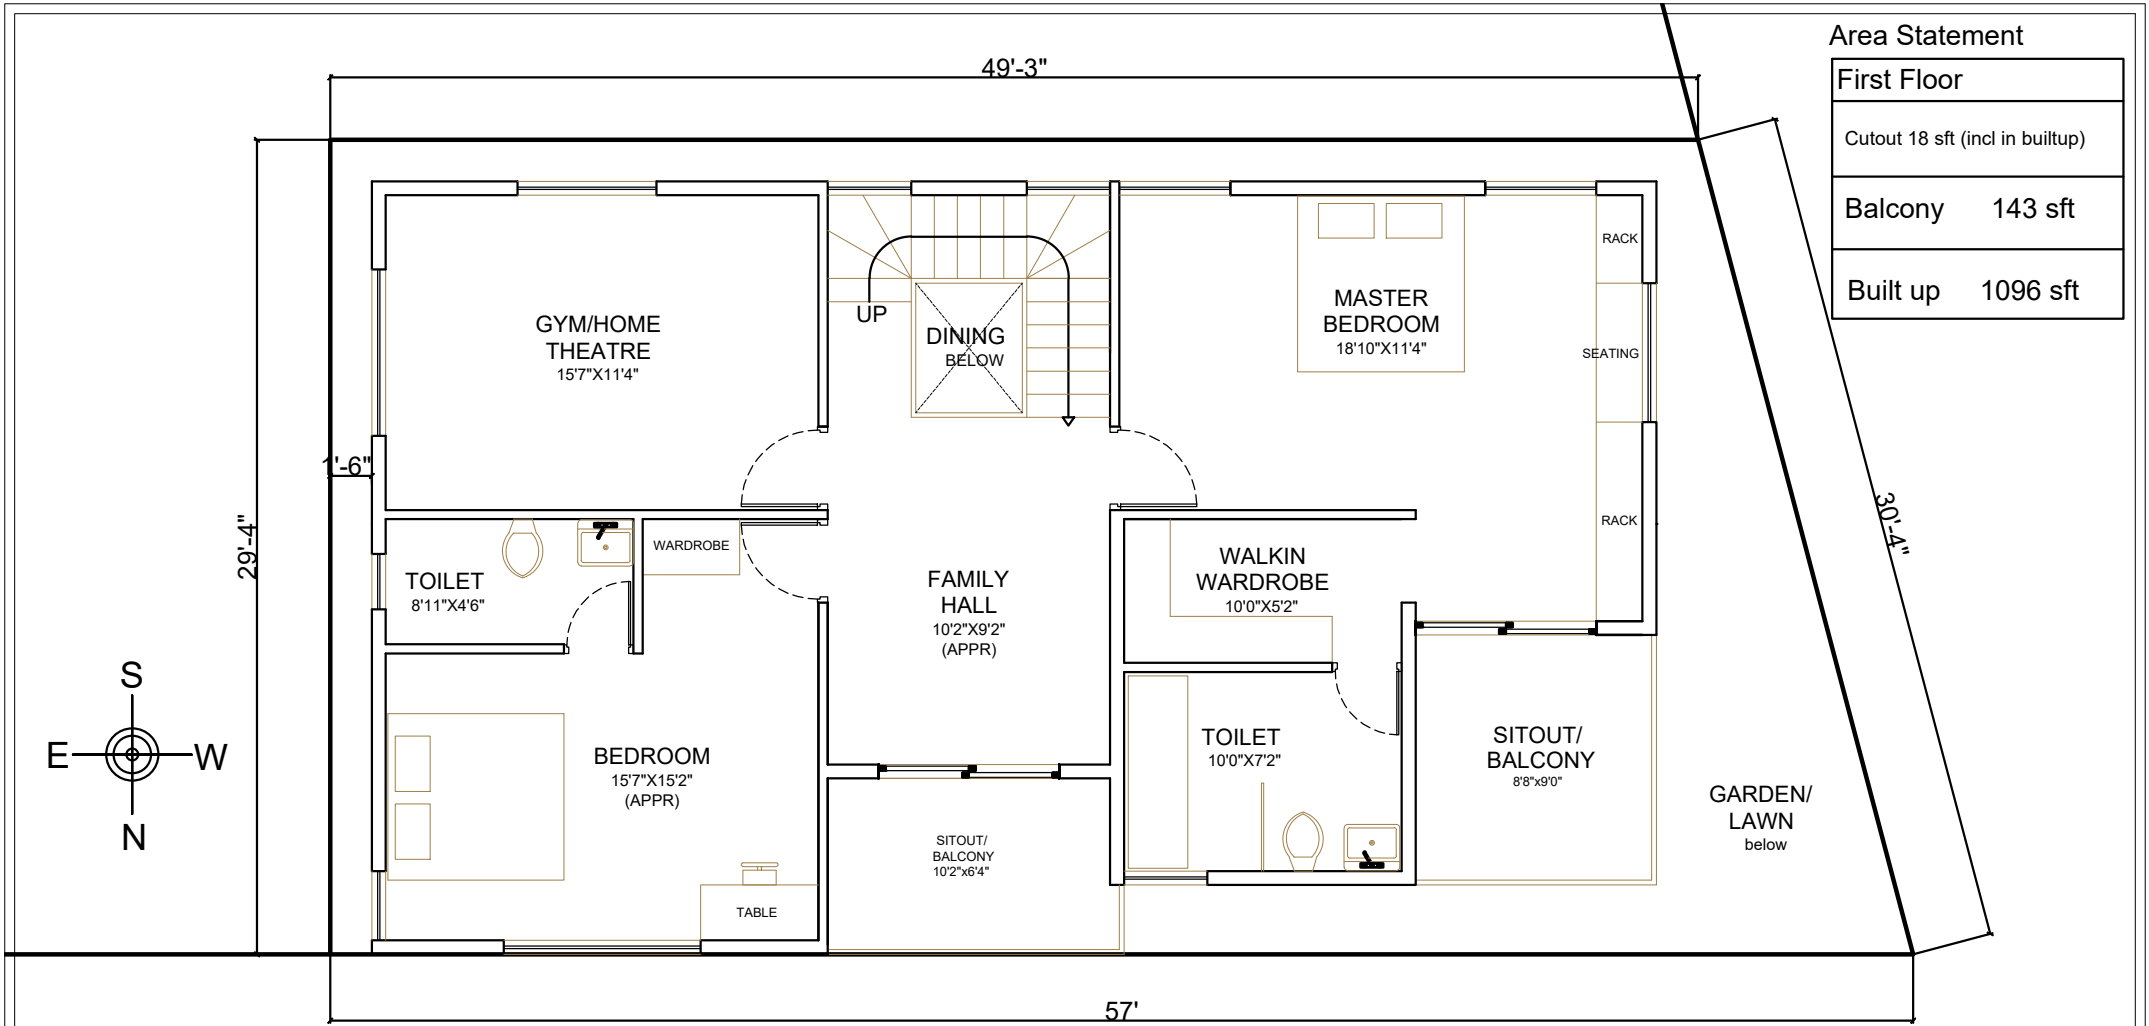 Area Statement
First Floor
Cutout 18 sft (incl in builtup)
Balcony 143 sft
Built up 1096 sft
49'-3"
29'-4"
1'-6"
30'-4"
57'
GYM/HOME
THEATRE
15'7"X11'4"
UP
DINING
BELOW
MASTER
BEDROOM
18'10"X11'4"
RACK
SEATING
RACK
TOILET
8'11"X4'6"
WARDROBE
FAMILY
HALL
10'2"X9'2"
(APPR)
WALKIN
WARDROBE
10'0"X5'2"
S
E
W
N
BEDROOM
15'7"X15'2"
(APPR)
TABLE
SITOUT/
BALCONY
10'2"x6'4"
TOILET
10'0"X7'2"
SITOUT/
BALCONY
8'8"x9'0"
GARDEN/
LAWN
below